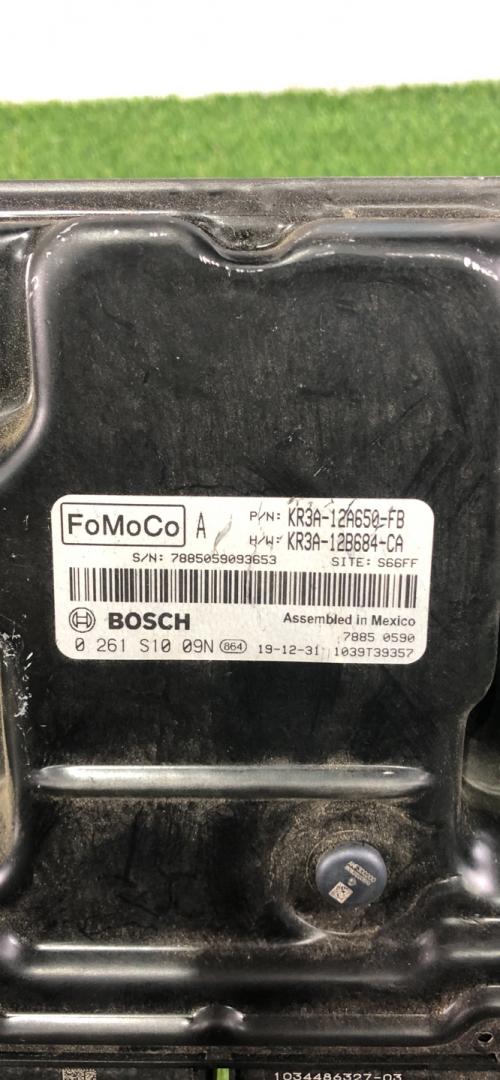 FoMoCo A P/N: KR3A-12A650-FB
H/W: KR3A-12B684-CA
S/N: 7885059093653 SITE: S66FF
BOSCH Assembled in Mexico
7885 0590
0 261 S10 09N 864 19-12-31 1039T39357
1034486327-03